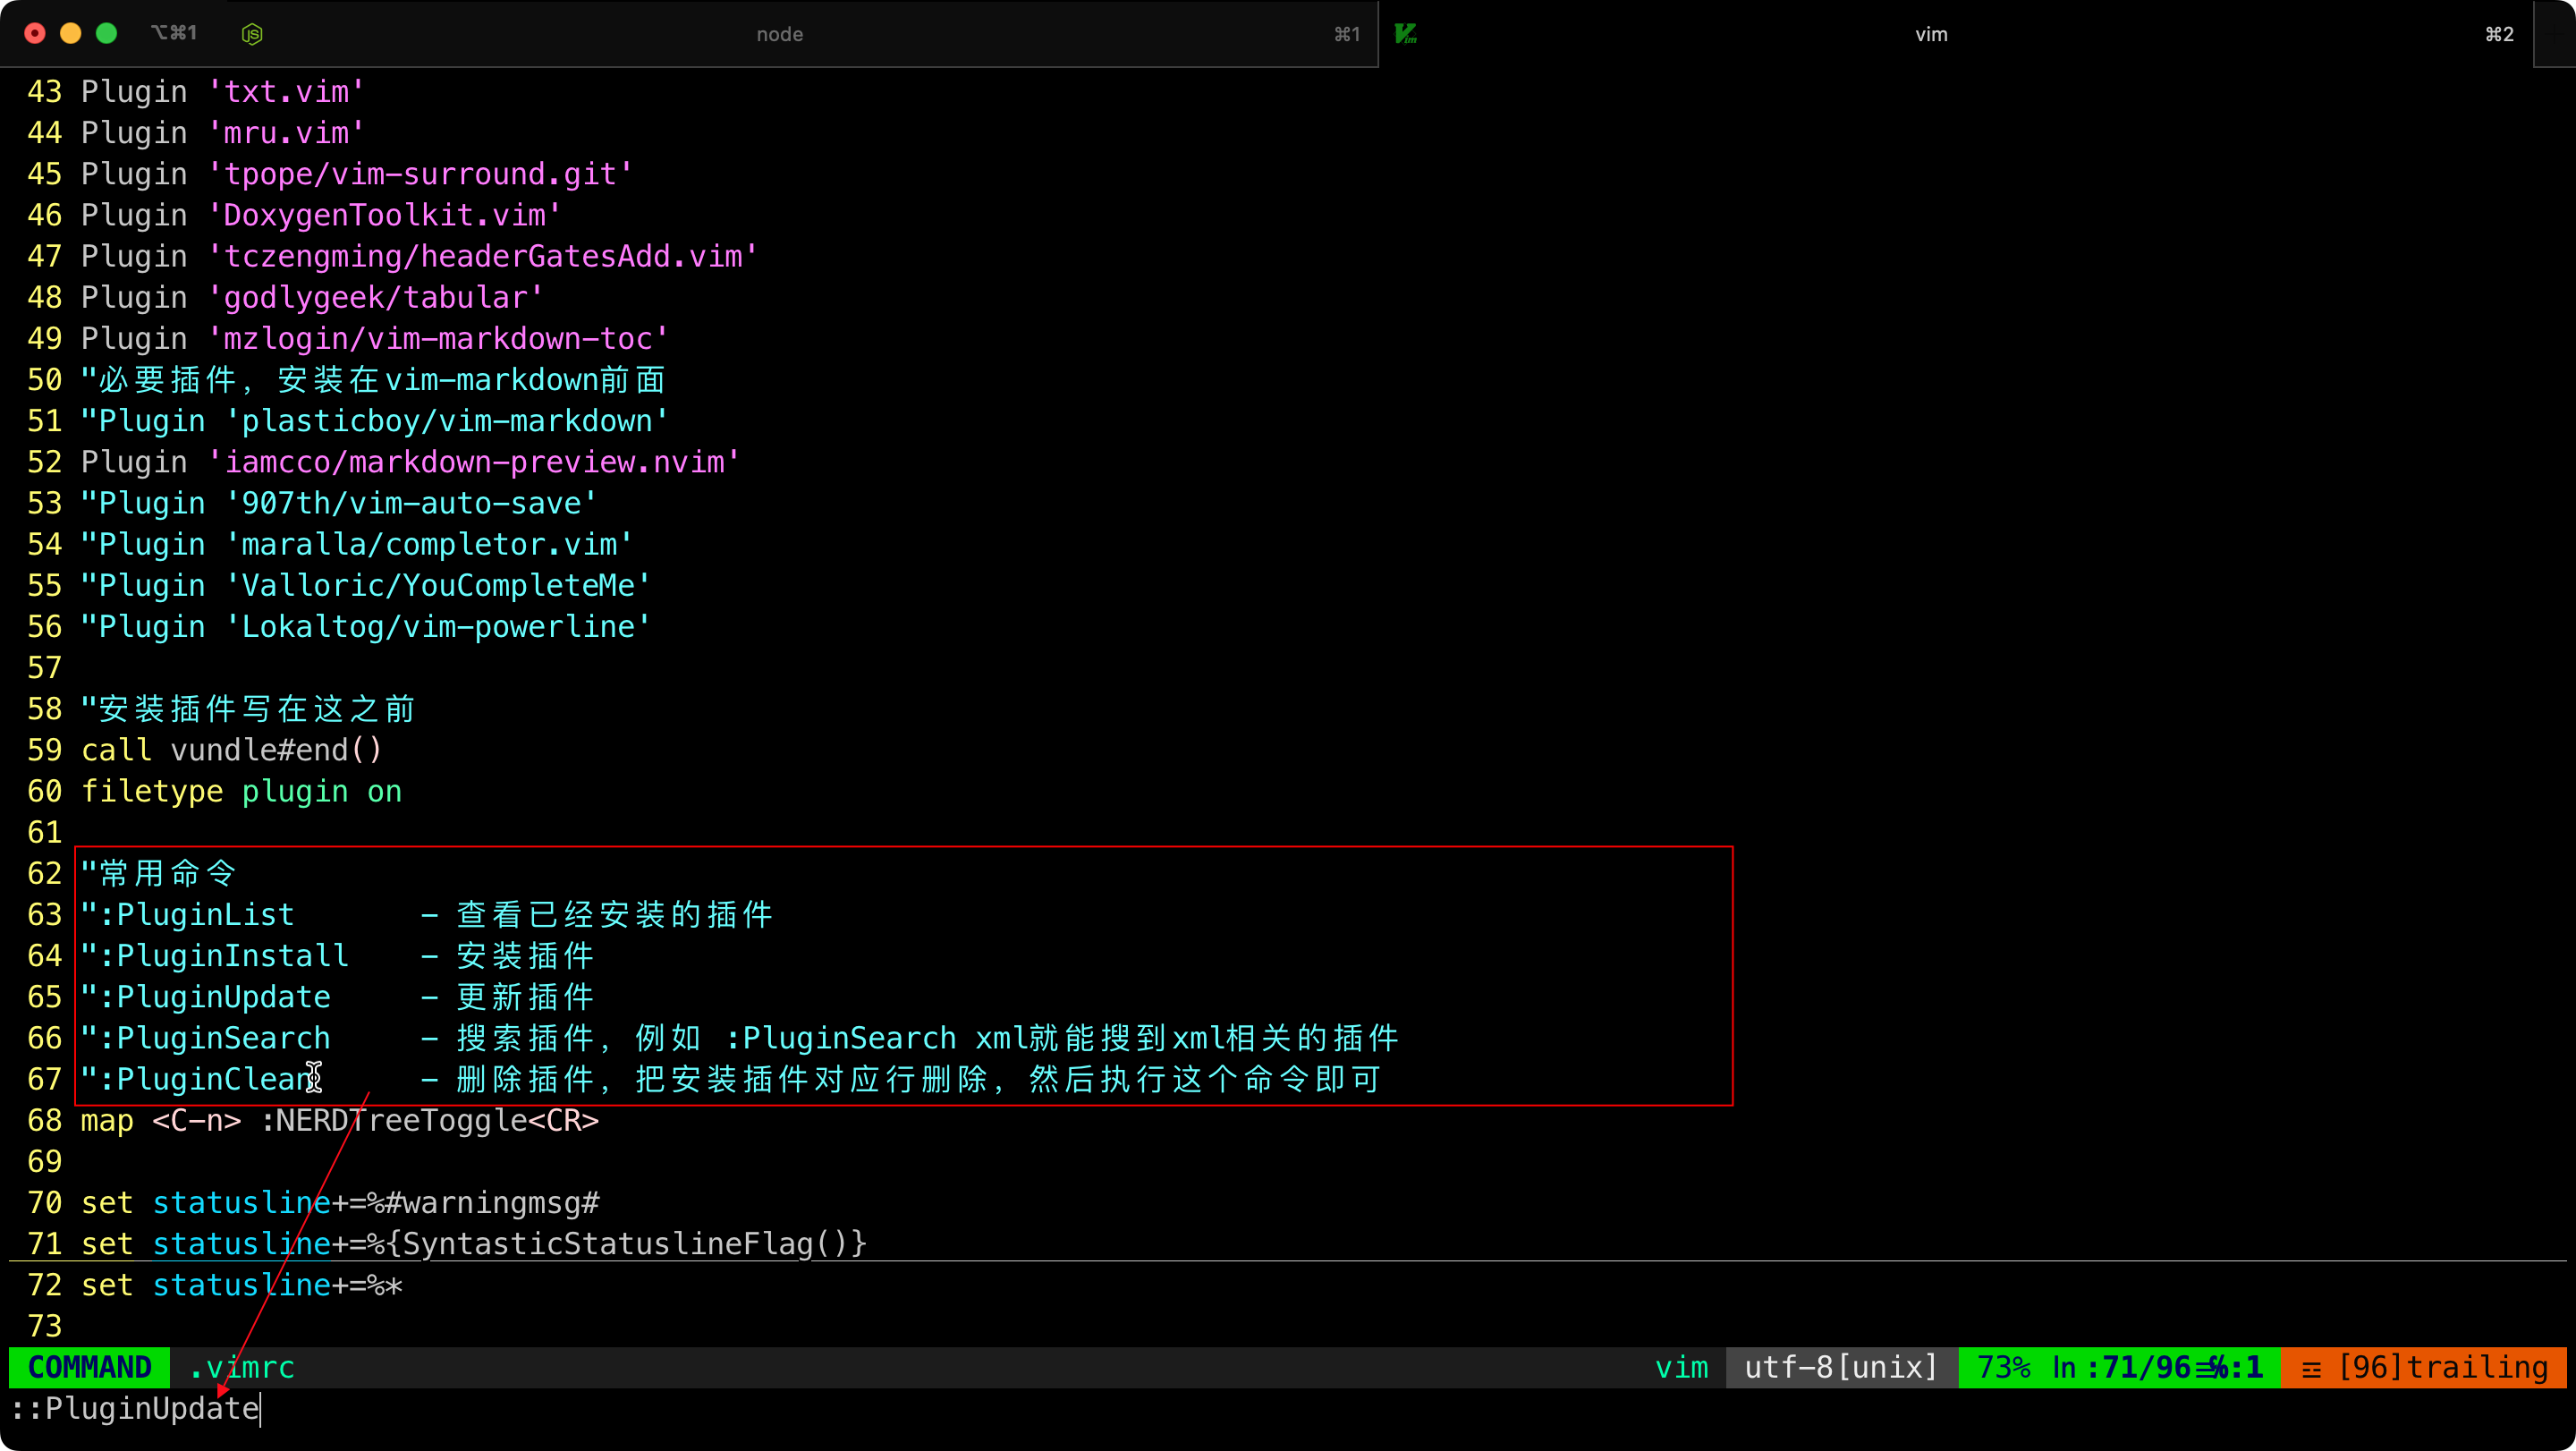 ⌥⌘1 node ⌘1 vim ⌘2
43 Plugin 'txt.vim'
44 Plugin 'mru.vim'
45 Plugin 'tpope/vim-surround.git'
46 Plugin 'DoxygenToolkit.vim'
47 Plugin 'tczengming/headerGatesAdd.vim'
48 Plugin 'godlygeek/tabular'
49 Plugin 'mzlogin/vim-markdown-toc'
50 "必要插件，安装在vim-markdown前面
51 "Plugin 'plasticboy/vim-markdown'
52 Plugin 'iamcco/markdown-preview.nvim'
53 "Plugin '907th/vim-auto-save'
54 "Plugin 'maralla/completor.vim'
55 "Plugin 'Valloric/YouCompleteMe'
56 "Plugin 'Lokaltog/vim-powerline'
57
58 "安装插件写在这之前
59 call vundle#end()
60 filetype plugin on
61
62 "常用命令
63 ":PluginList - 查看已经安装的插件
64 ":PluginInstall - 安装插件
65 ":PluginUpdate - 更新插件
66 ":PluginSearch - 搜索插件，例如 :PluginSearch xml就能搜到xml相关的插件
67 ":PluginClean - 删除插件，把安装插件对应行删除，然后执行这个命令即可
68 map <C-n> :NERDTreeToggle<CR>
69
70 set statusline+=%#warningmsg#
71 set statusline+=%{SyntasticStatuslineFlag()}
72 set statusline+=%*
73
COMMAND .vimrc vim utf-8[unix] 73% ln :71/96≡%:1 ☲ [96]trailing
::PluginUpdate